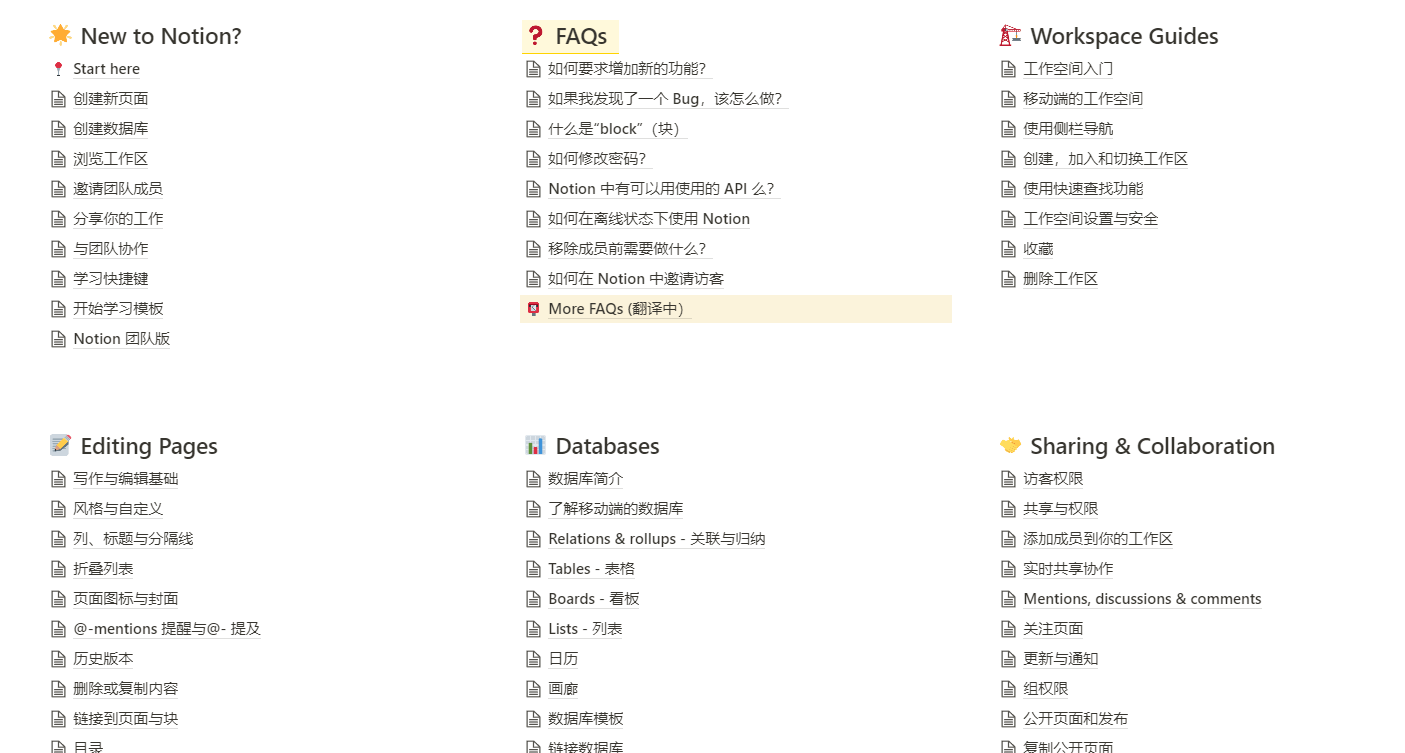 New to Notion?
Start here
创建新页面
创建数据库
浏览工作区
邀请团队成员
分享你的工作
与团队协作
学习快捷键
开始学习模板
Notion 团队版
FAQs
如何要求增加新的功能?
如果我发现了一个 Bug，该怎么做?
什么是“block”（块）
如何修改密码?
Notion 中有可以用使用的 API 么?
如何在离线状态下使用 Notion
移除成员前需要做什么?
如何在 Notion 中邀请访客
More FAQs (翻译中）
Workspace Guides
工作空间入门
移动端的工作空间
使用侧栏导航
创建，加入和切换工作区
使用快速查找功能
工作空间设置与安全
收藏
删除工作区
Editing Pages
写作与编辑基础
风格与自定义
列、标题与分隔线
折叠列表
页面图标与封面
@-mentions 提醒与@- 提及
历史版本
删除或复制内容
链接到页面与块
目录
Databases
数据库简介
了解移动端的数据库
Relations & rollups - 关联与归纳
Tables - 表格
Boards - 看板
Lists - 列表
日历
画廊
数据库模板
链接数据库
Sharing & Collaboration
访客权限
共享与权限
添加成员到你的工作区
实时共享协作
Mentions, discussions & comments
关注页面
更新与通知
组权限
公开页面和发布
复制公开页面